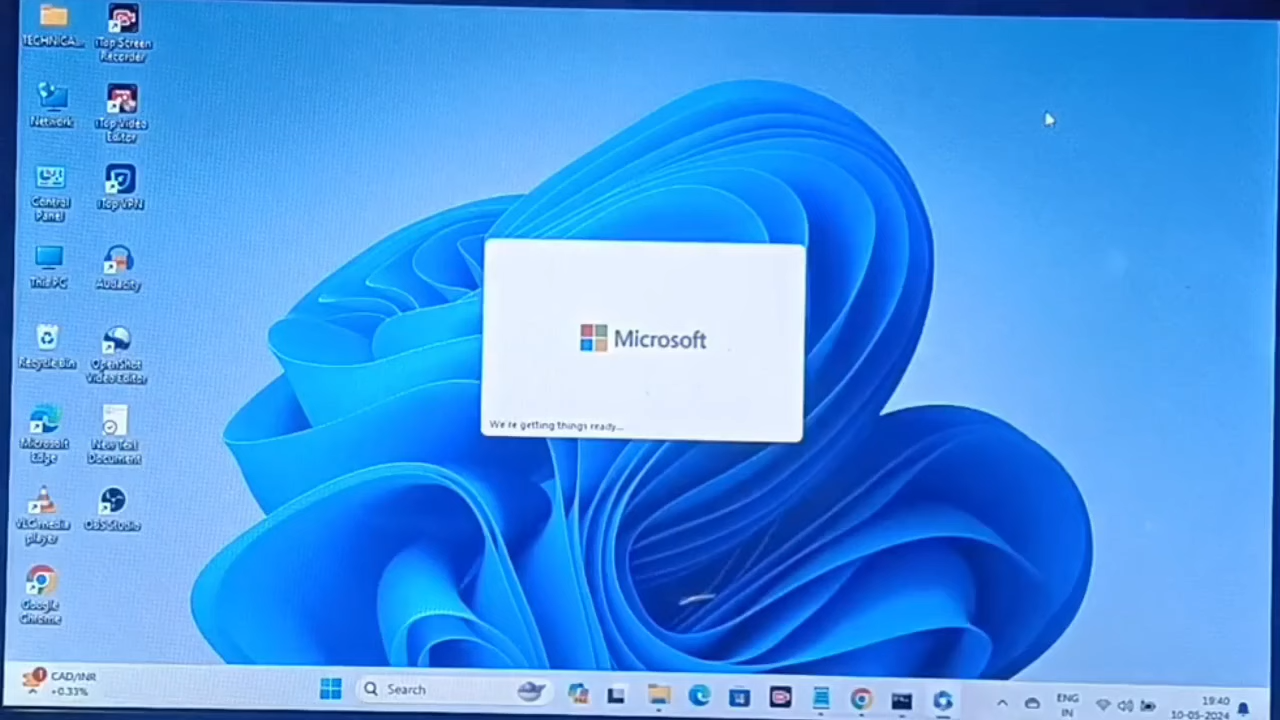 TECHNICA...
iTop Screen
Recorder
Network
iTop Video
Editor
Control
Panel
iTop VPN
This PC
Audacity
Recycle Bin
OpenShot
Video Editor
Microsoft
Edge
New Text
Document
VLC media
player
OBS Studio
Google
Chrome
Microsoft
We're getting things ready...
1
CAD/INR
+0.33%
Search
ENG
IN
19:40
10-05-2024